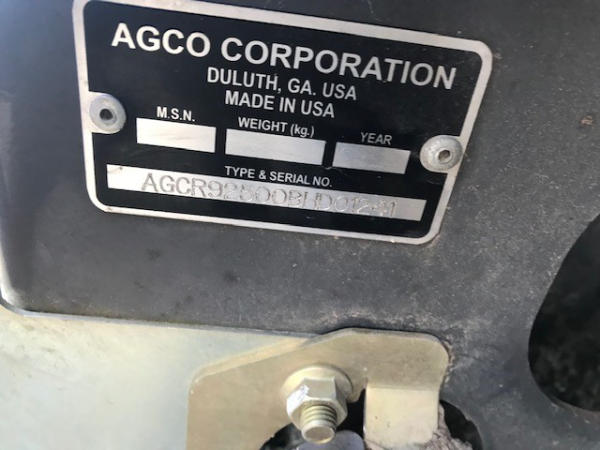 AGCO CORPORATION
DULUTH, GA. USA
MADE IN USA
M.S.N.
WEIGHT (kg.)
YEAR
TYPE & SERIAL NO.